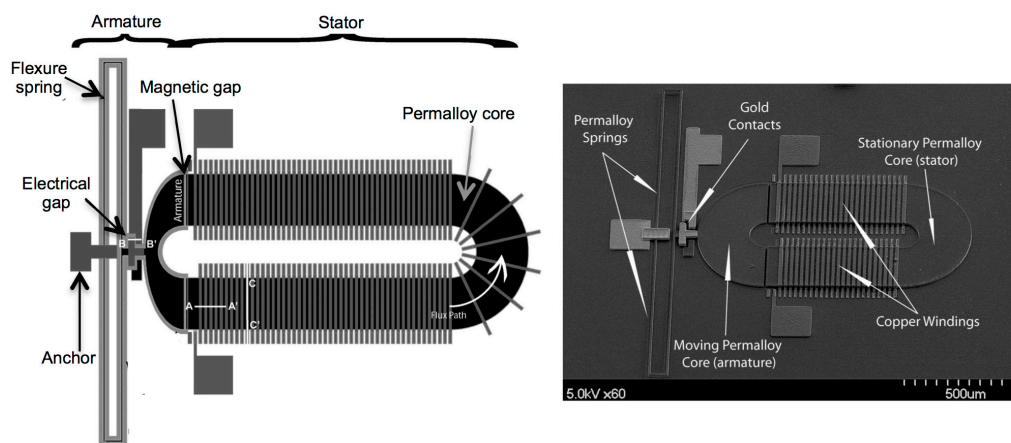 Armature
Stator
Flexure
spring
Magnetic gap
Permalloy core
Armature
Electrical
gap
B
B'
A
A'
C
C'
Flux Path
Anchor
Permalloy
Springs
Gold
Contacts
Stationary Permalloy
Core (stator)
Moving Permalloy
Core (armature)
Copper Windings
5.0kV x60
500um